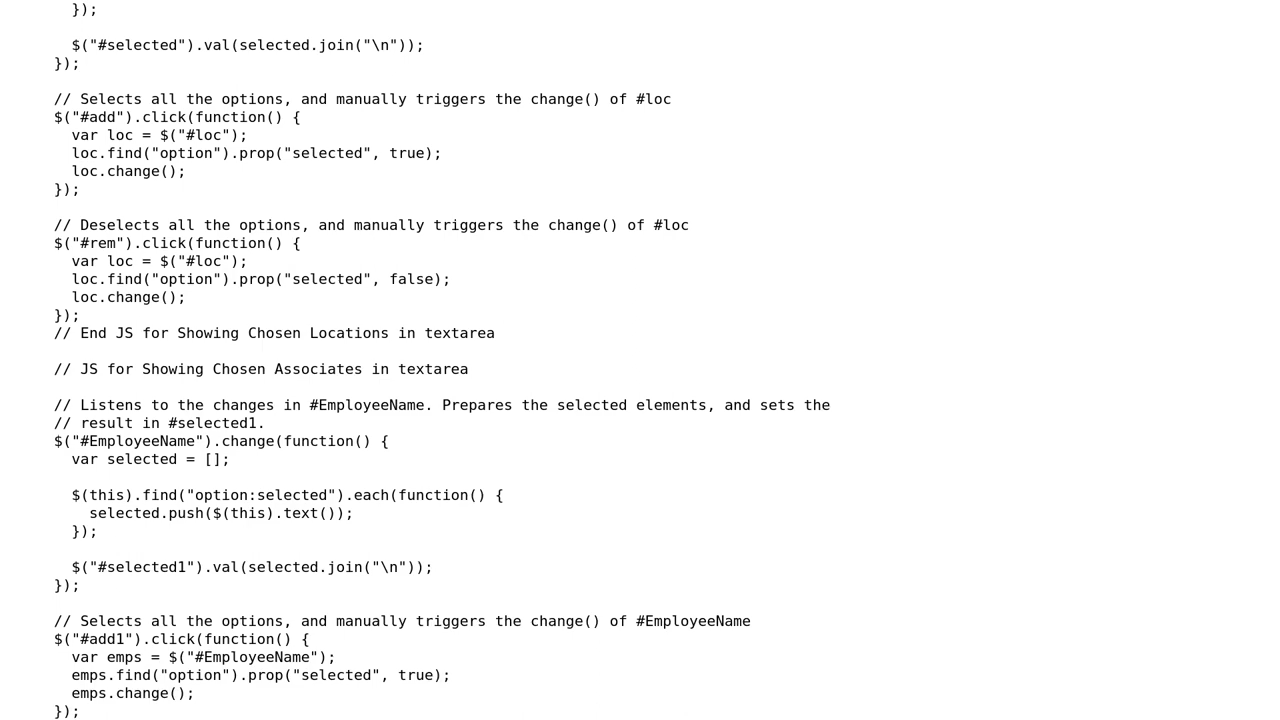 });

$("#selected").val(selected.join("\n"));
});

// Selects all the options, and manually triggers the change() of #loc
$("#add").click(function() {
var loc = $("#loc");
loc.find("option").prop("selected", true);
loc.change();
});

// Deselects all the options, and manually triggers the change() of #loc
$("#rem").click(function() {
var loc = $("#loc");
loc.find("option").prop("selected", false);
loc.change();
});
// End JS for Showing Chosen Locations in textarea

// JS for Showing Chosen Associates in textarea

// Listens to the changes in #EmployeeName. Prepares the selected elements, and sets the
// result in #selected1.
$("#EmployeeName").change(function() {
var selected = [];

$(this).find("option:selected").each(function() {
selected.push($(this).text());
});

$("#selected1").val(selected.join("\n"));
});

// Selects all the options, and manually triggers the change() of #EmployeeName
$("#add1").click(function() {
var emps = $("#EmployeeName");
emps.find("option").prop("selected", true);
emps.change();
});